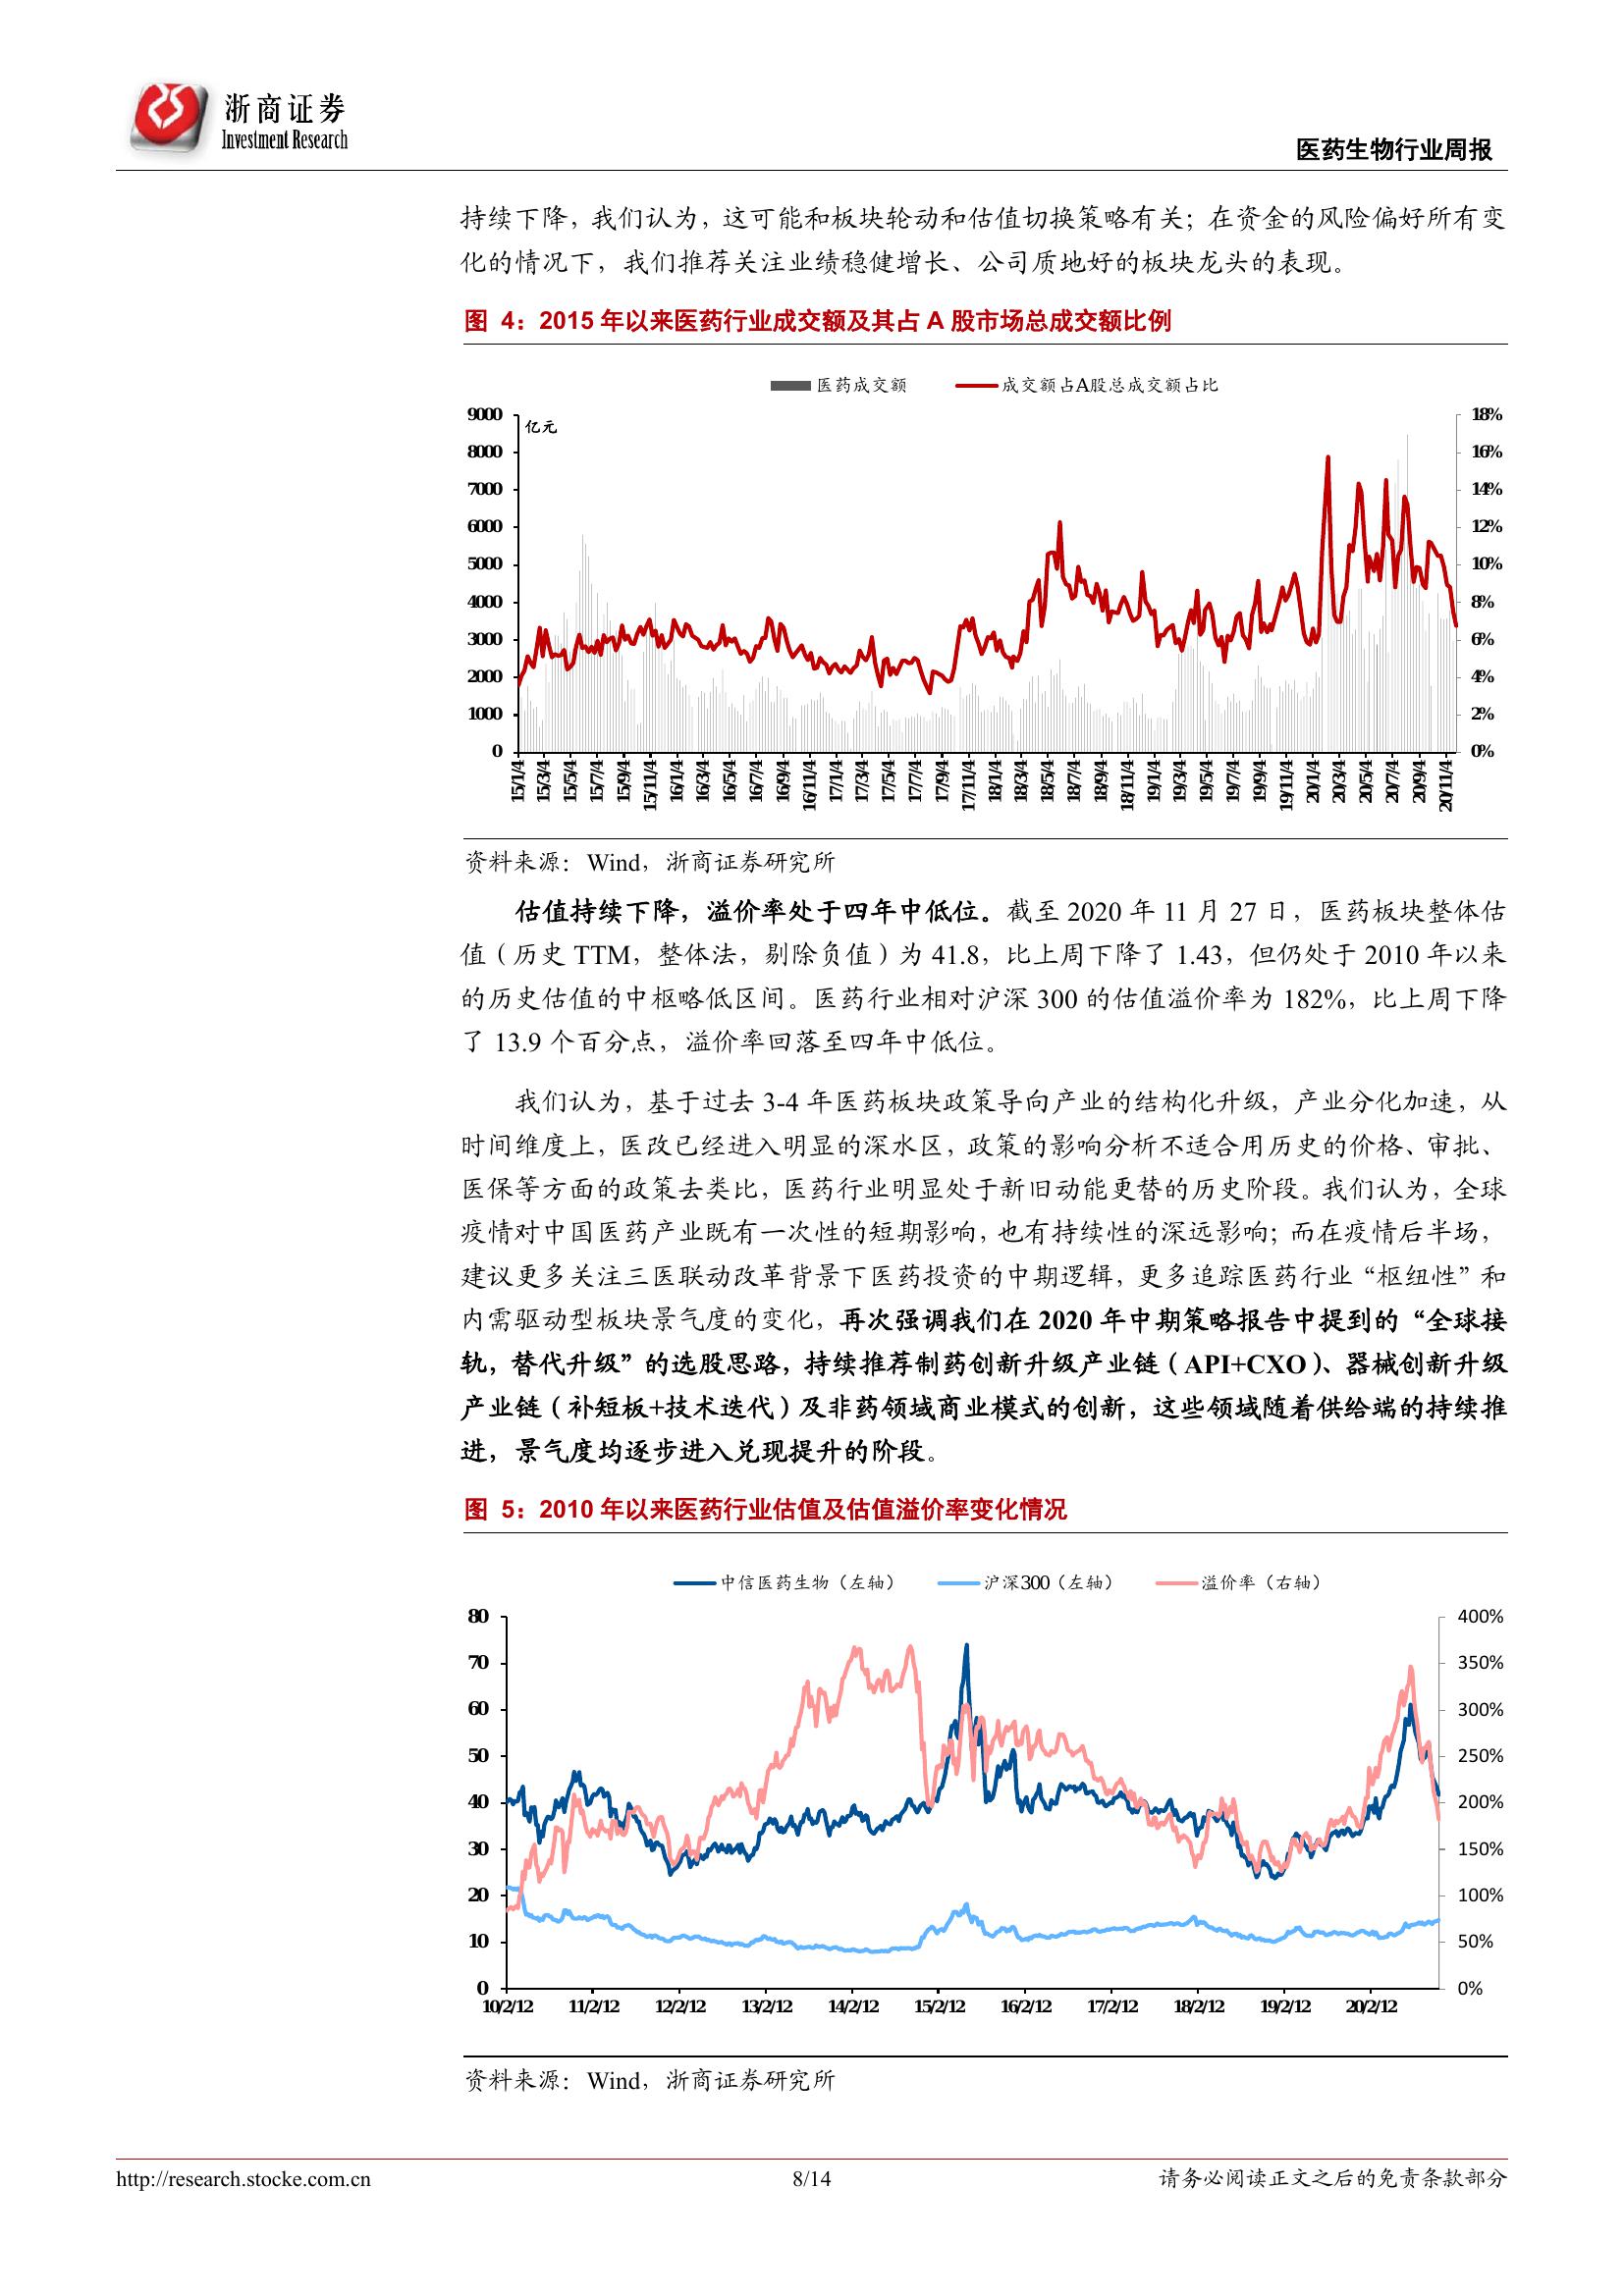 浙商证券
Investment Research
医药生物行业周报
持续下降，我们认为，这可能和板块轮动和估值切换策略有关；在资金的风险偏好所有变
化的情况下，我们推荐关注业绩稳健增长、公司质地好的板块龙头的表现。
图 4：2015 年以来医药行业成交额及其占 A 股市场总成交额比例
医药成交额 成交额占A股总成交额占比
亿元
9000 18%
8000 16%
7000 14%
6000 12%
5000 10%
4000 8%
3000 6%
2000 4%
1000 2%
0 0%
15/1/4 15/3/4 15/5/4 15/7/4 15/9/4 15/11/4 16/1/4 16/3/4 16/5/4 16/7/4 16/9/4 16/11/4 17/1/4 17/3/4 17/5/4 17/7/4 17/9/4 17/11/4 18/1/4 18/3/4 18/5/4 18/7/4 18/9/4 18/11/4 19/1/4 19/3/4 19/5/4 19/7/4 19/9/4 19/11/4 20/1/4 20/3/4 20/5/4 20/7/4 20/9/4 20/11/4
资料来源：Wind，浙商证券研究所
估值持续下降，溢价率处于四年中低位。截至 2020 年 11 月 27 日，医药板块整体估
值（历史 TTM，整体法，剔除负值）为 41.8，比上周下降了 1.43，但仍处于 2010 年以来
的历史估值的中枢略低区间。医药行业相对沪深 300 的估值溢价率为 182%，比上周下降
了 13.9 个百分点，溢价率回落至四年中低位。
我们认为，基于过去 3-4 年医药板块政策导向产业的结构化升级，产业分化加速，从
时间维度上，医改已经进入明显的深水区，政策的影响分析不适合用历史的价格、审批、
医保等方面的政策去类比，医药行业明显处于新旧动能更替的历史阶段。我们认为，全球
疫情对中国医药产业既有一次性的短期影响，也有持续性的深远影响；而在疫情后半场，
建议更多关注三医联动改革背景下医药投资的中期逻辑，更多追踪医药行业“枢纽性”和
内需驱动型板块景气度的变化，再次强调我们在 2020 年中期策略报告中提到的“全球接
轨，替代升级”的选股思路，持续推荐制药创新升级产业链（API+CXO）、器械创新升级
产业链（补短板+技术迭代）及非药领域商业模式的创新，这些领域随着供给端的持续推
进，景气度均逐步进入兑现提升的阶段。
图 5：2010 年以来医药行业估值及估值溢价率变化情况
中信医药生物（左轴） 沪深300（左轴） 溢价率（右轴）
80 400%
70 350%
60 300%
50 250%
40 200%
30 150%
20 100%
10 50%
0 0%
10/2/12 11/2/12 12/2/12 13/2/12 14/2/12 15/2/12 16/2/12 17/2/12 18/2/12 19/2/12 20/2/12
资料来源：Wind，浙商证券研究所
http://research.stocke.com.cn 8/14 请务必阅读正文之后的免责条款部分